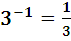 3⁻¹ = 1/3